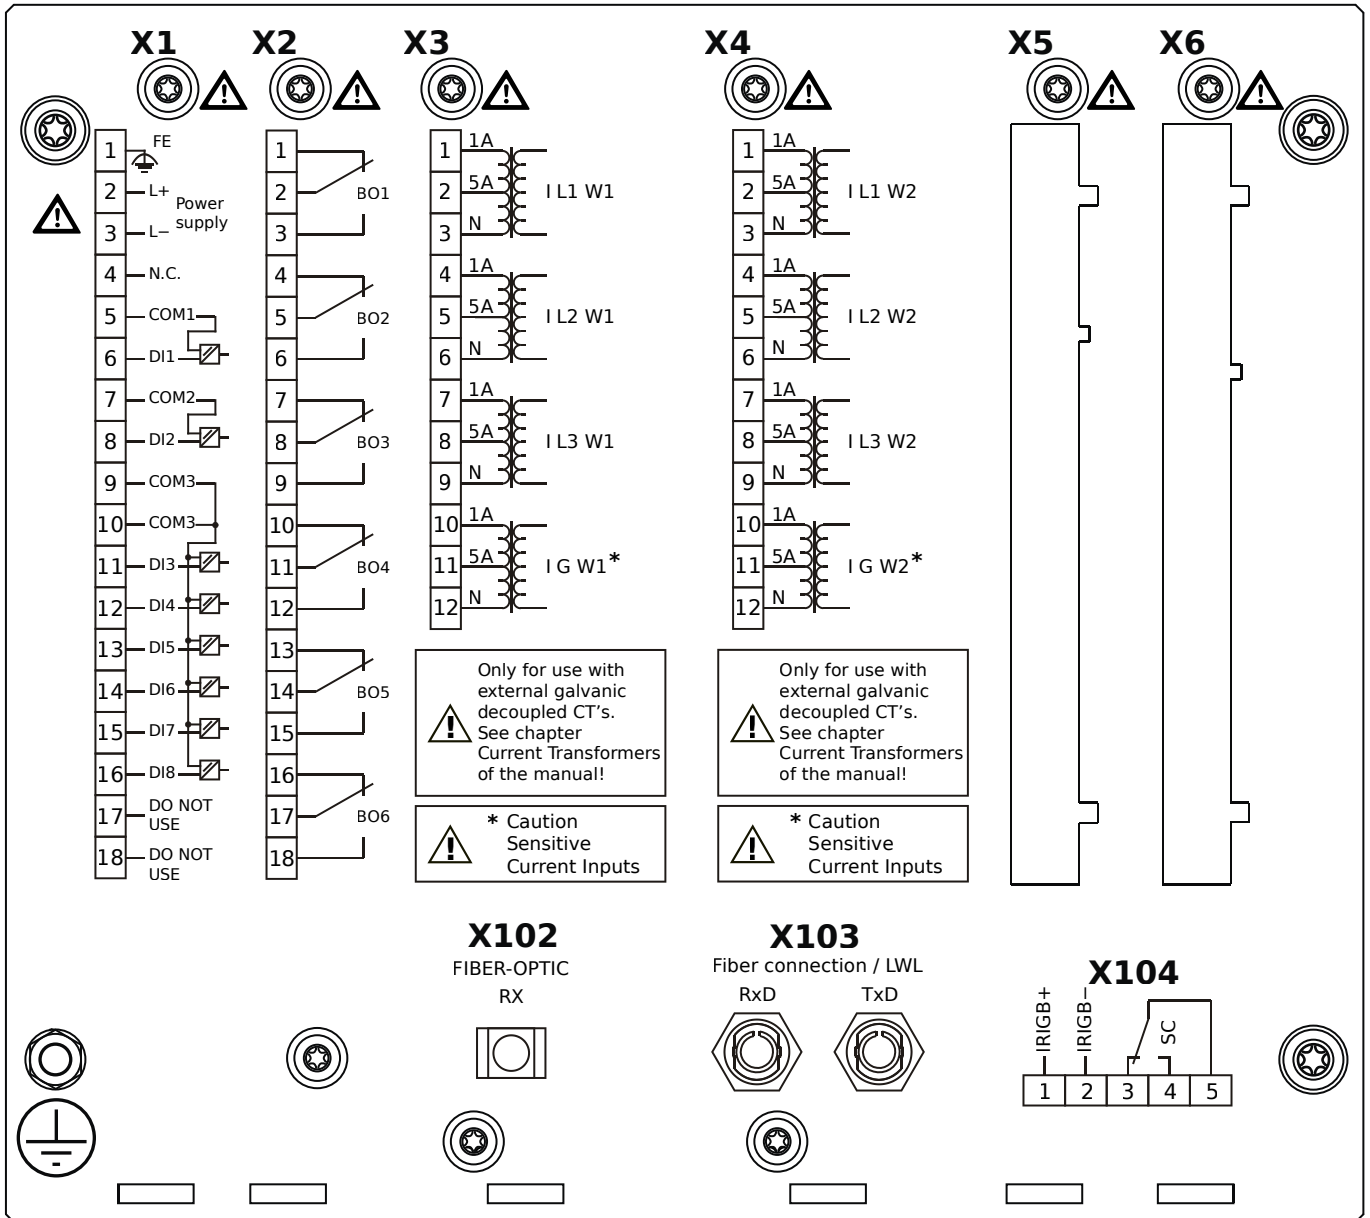 X1 X2 X3 X4 X5 X6
1 FE
2 L+ Power
supply
3 L−
4 N.C.
5 COM1
6 DI1
7 COM2
8 DI2
9 COM3
10 COM3
11 DI3
12 DI4
13 DI5
14 DI6
15 DI7
16 DI8
17 DO NOT
USE
18 DO NOT
USE
1
2 BO1
3
4
5 BO2
6
7
8 BO3
9
10
11 BO4
12
13
14 BO5
15
16
17 BO6
18
1 1A
2 5A I L1 W1
3 N
4 1A
5 5A I L2 W1
6 N
7 1A
8 5A I L3 W1
9 N
10 1A
11 5A I G W1*
12 N
Only for use with
external galvanic
decoupled CT's.
See chapter
Current Transformers
of the manual!
* Caution
Sensitive
Current Inputs
1 1A
2 5A I L1 W2
3 N
4 1A
5 5A I L2 W2
6 N
7 1A
8 5A I L3 W2
9 N
10 1A
11 5A I G W2*
12 N
Only for use with
external galvanic
decoupled CT's.
See chapter
Current Transformers
of the manual!
* Caution
Sensitive
Current Inputs
X102
FIBER-OPTIC
RX
X103
Fiber connection / LWL
RxD TxD
X104
IRIGB+
IRIGB−
SC
1 2 3 4 5